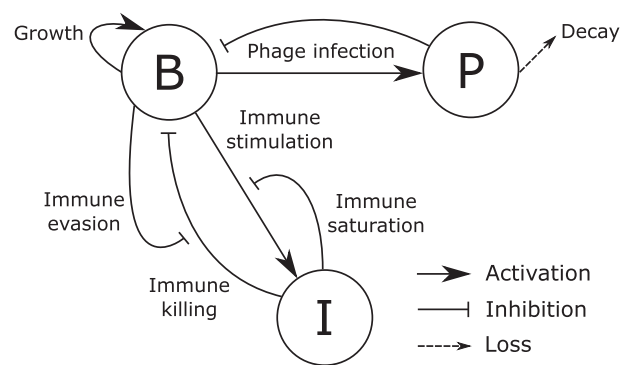 Growth
B
Phage infection
P
Decay
Immune
stimulation
Immune
evasion
Immune
saturation
Immune
killing
I
Activation
Inhibition
Loss